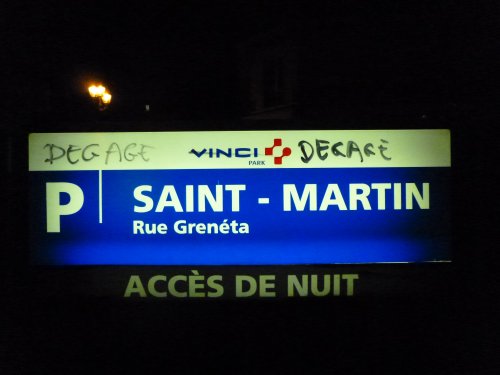 DEGAGE VINCI PARK DEGAGE
P SAINT - MARTIN
Rue Grenéta
ACCÈS DE NUIT